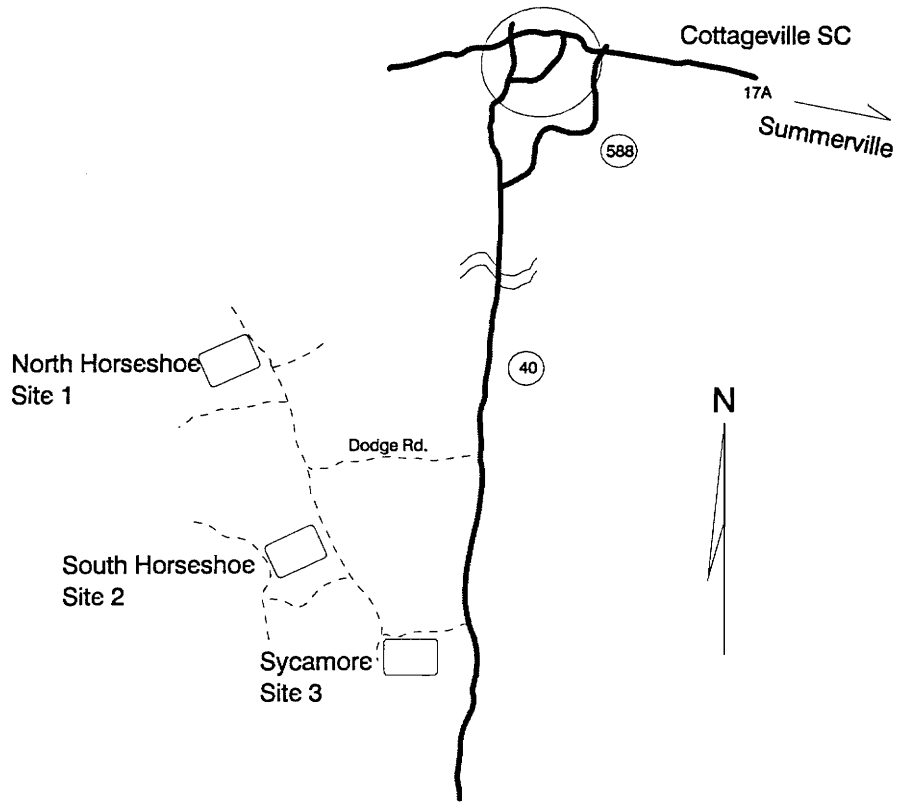 Cottageville SC
17A
Summerville
588
North Horseshoe
Site 1
40
N
Dodge Rd.
South Horseshoe
Site 2
Sycamore
Site 3